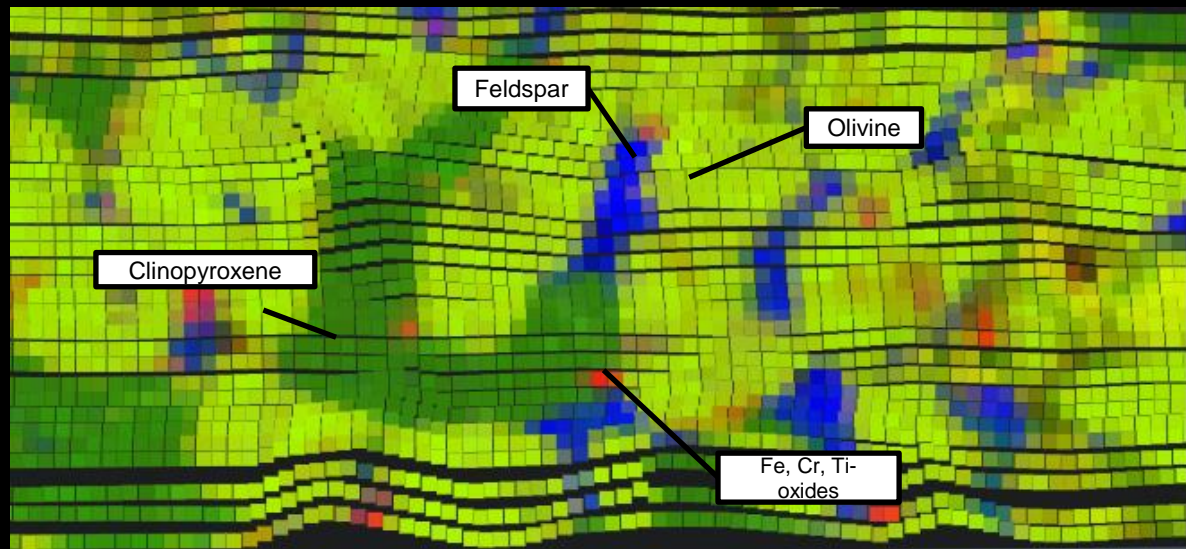 Feldspar
Olivine
Clinopyroxene
Fe, Cr, Ti-
oxides